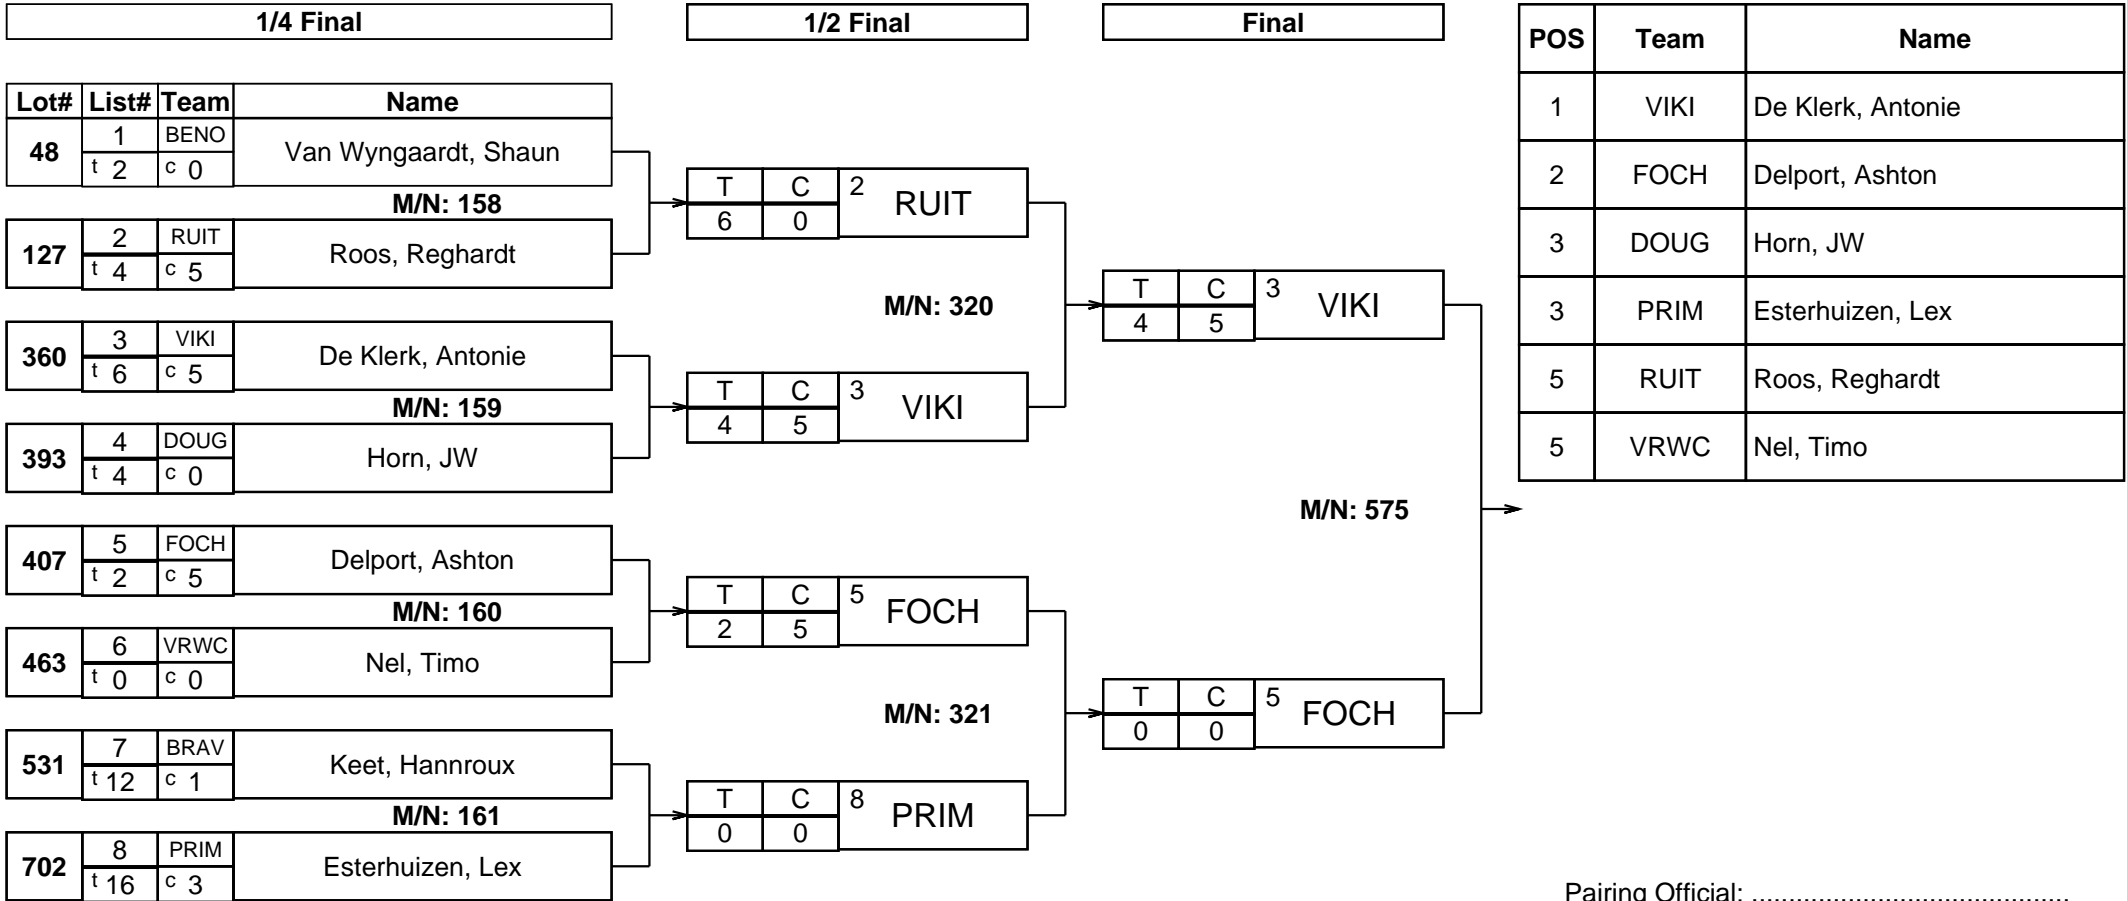 1/4 Final
1/2 Final
Final
POS Team Name
1 VIKI De Klerk, Antonie
2 FOCH Delport, Ashton
3 DOUG Horn, JW
3 PRIM Esterhuizen, Lex
5 RUIT Roos, Reghardt
5 VRWC Nel, Timo
Lot# List# Team Name
48 1 BENO Van Wyngaardt, Shaun
t 2 c 0
M/N: 158
127 2 RUIT Roos, Reghardt
t 4 c 5
360 3 VIKI De Klerk, Antonie
t 6 c 5
M/N: 159
393 4 DOUG Horn, JW
t 4 c 0
407 5 FOCH Delport, Ashton
t 2 c 5
M/N: 160
463 6 VRWC Nel, Timo
t 0 c 0
531 7 BRAV Keet, Hannroux
t 12 c 1
M/N: 161
702 8 PRIM Esterhuizen, Lex
t 16 c 3
T C 2 RUIT
6 0
M/N: 320
T C 3 VIKI
4 5
T C 5 FOCH
2 5
M/N: 321
T C 8 PRIM
0 0
T C 3 VIKI
4 5
M/N: 575
T C 5 FOCH
0 0
Pairing Official: ...........................................